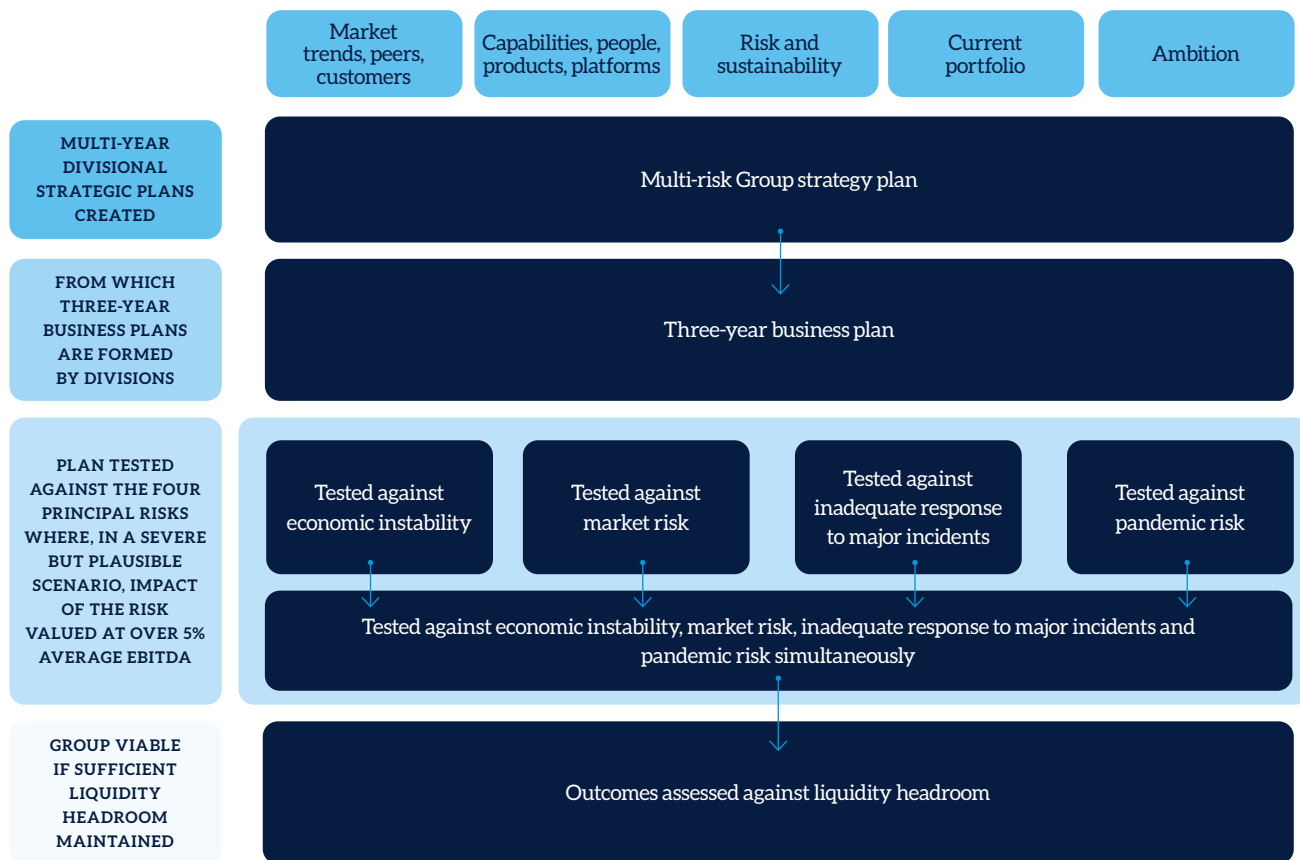 Market
trends, peers,
customers
Capabilities, people,
products, platforms
Risk and
sustainability
Current
portfolio
Ambition
MULTI-YEAR
DIVISIONAL
STRATEGIC PLANS
CREATED
Multi-risk Group strategy plan
FROM WHICH
THREE-YEAR
BUSINESS PLANS
ARE FORMED
BY DIVISIONS
Three-year business plan
PLAN TESTED
AGAINST THE FOUR
PRINCIPAL RISKS
WHERE, IN A SEVERE
BUT PLAUSIBLE
SCENARIO, IMPACT
OF THE RISK
VALUED AT OVER 5%
AVERAGE EBITDA
Tested against
economic instability
Tested against
market risk
Tested against
inadequate response
to major incidents
Tested against
pandemic risk
Tested against economic instability, market risk, inadequate response to major incidents and
pandemic risk simultaneously
GROUP VIABLE
IF SUFFICIENT
LIQUIDITY
HEADROOM
MAINTAINED
Outcomes assessed against liquidity headroom